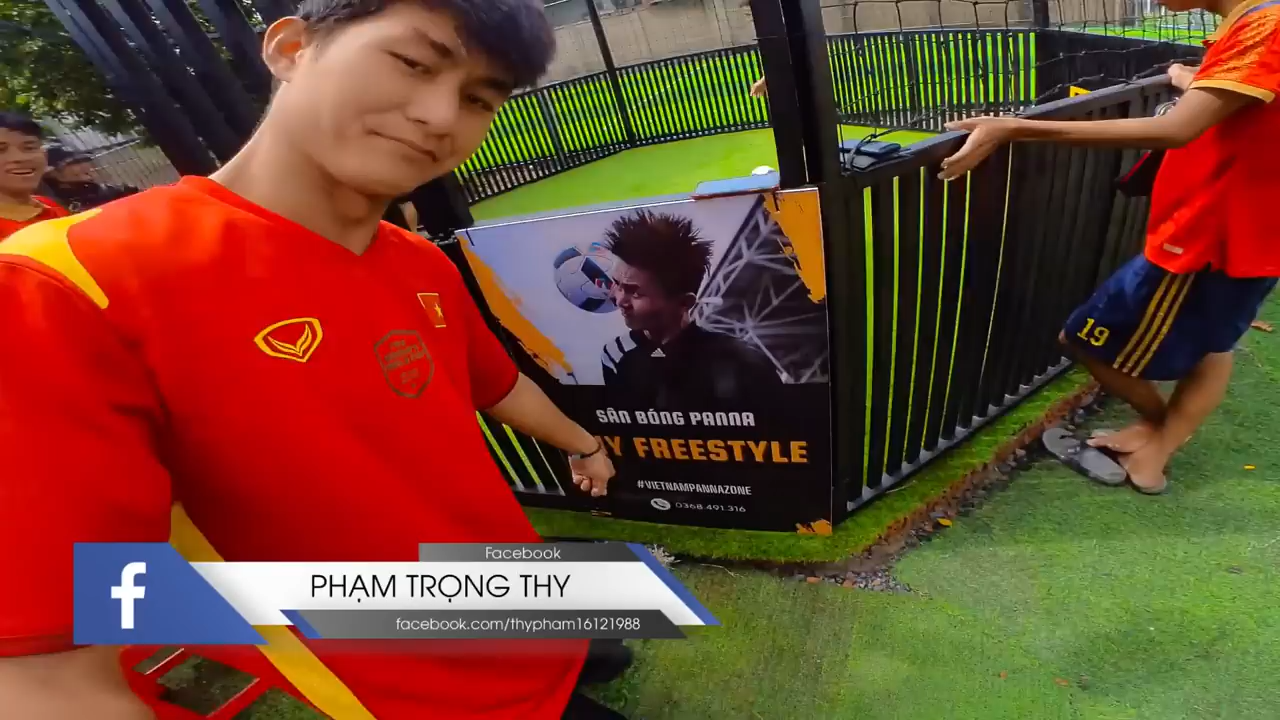 19
SÂN BÓNG PANNA
Y FREESTYLE
#VIETNAMPANNAZONE
0368.491.316
Facebook
PHẠM TRỌNG THY
facebook.com/thypham16121988